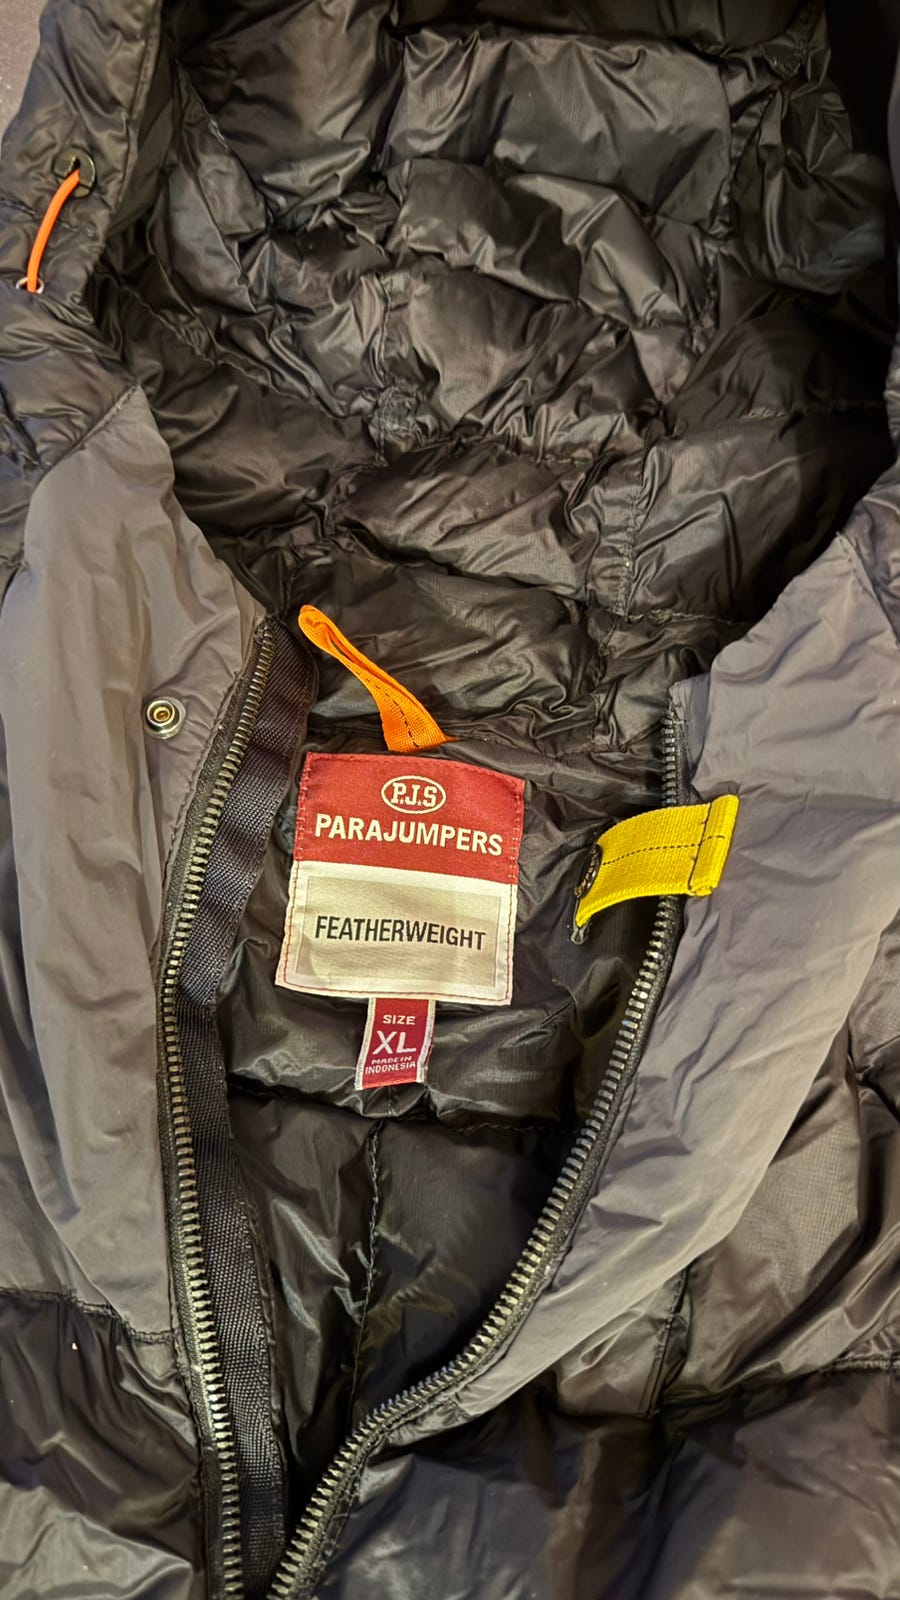 P.J.S
PARAJUMPERS
FEATHERWEIGHT
SIZE
XL
MADE IN
INDONESIA